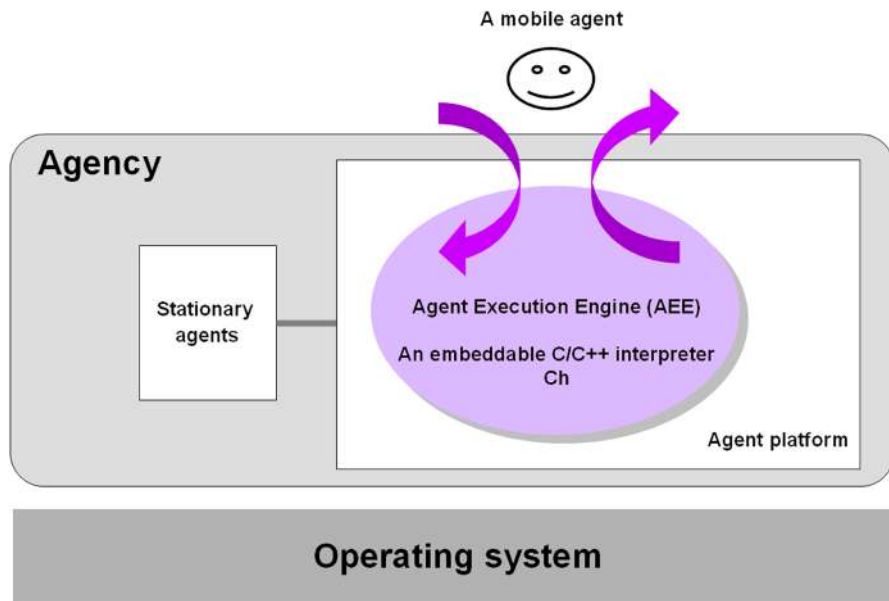 A mobile agent
Agency
Stationary
agents
Agent Execution Engine (AEE)
An embeddable C/C++ interpreter
Ch
Agent platform
Operating system